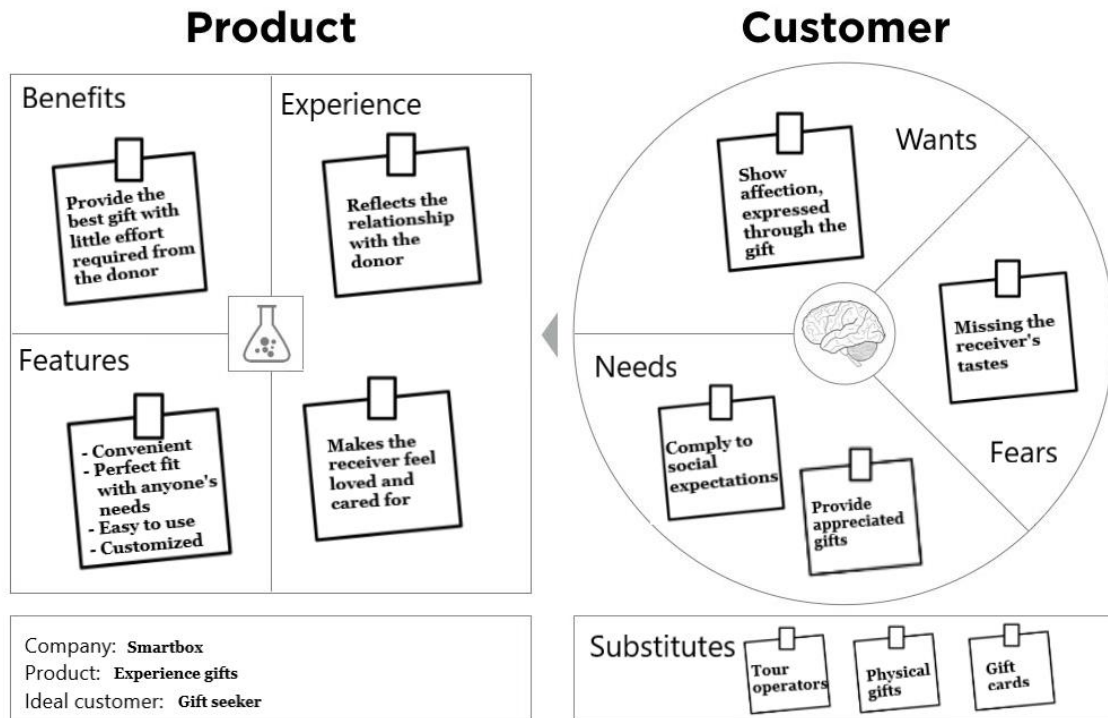 Product
Customer
Benefits
Provide the
best gift with
little effort
required from
the donor
Experience
Reflects the
relationship
with the
donor
Features
- Convenient
- Perfect fit
with anyone's
needs
- Easy to use
- Customized
Makes the
receiver feel
loved and
cared for
Wants
Show
affection,
expressed
through the
gift
Missing the
receiver's
tastes
Fears
Needs
Comply to
social
expectations
Provide
appreciated
gifts
Company: Smartbox
Product: Experience gifts
Ideal customer: Gift seeker
Substitutes
Tour
operators
Physical
gifts
Gift
cards